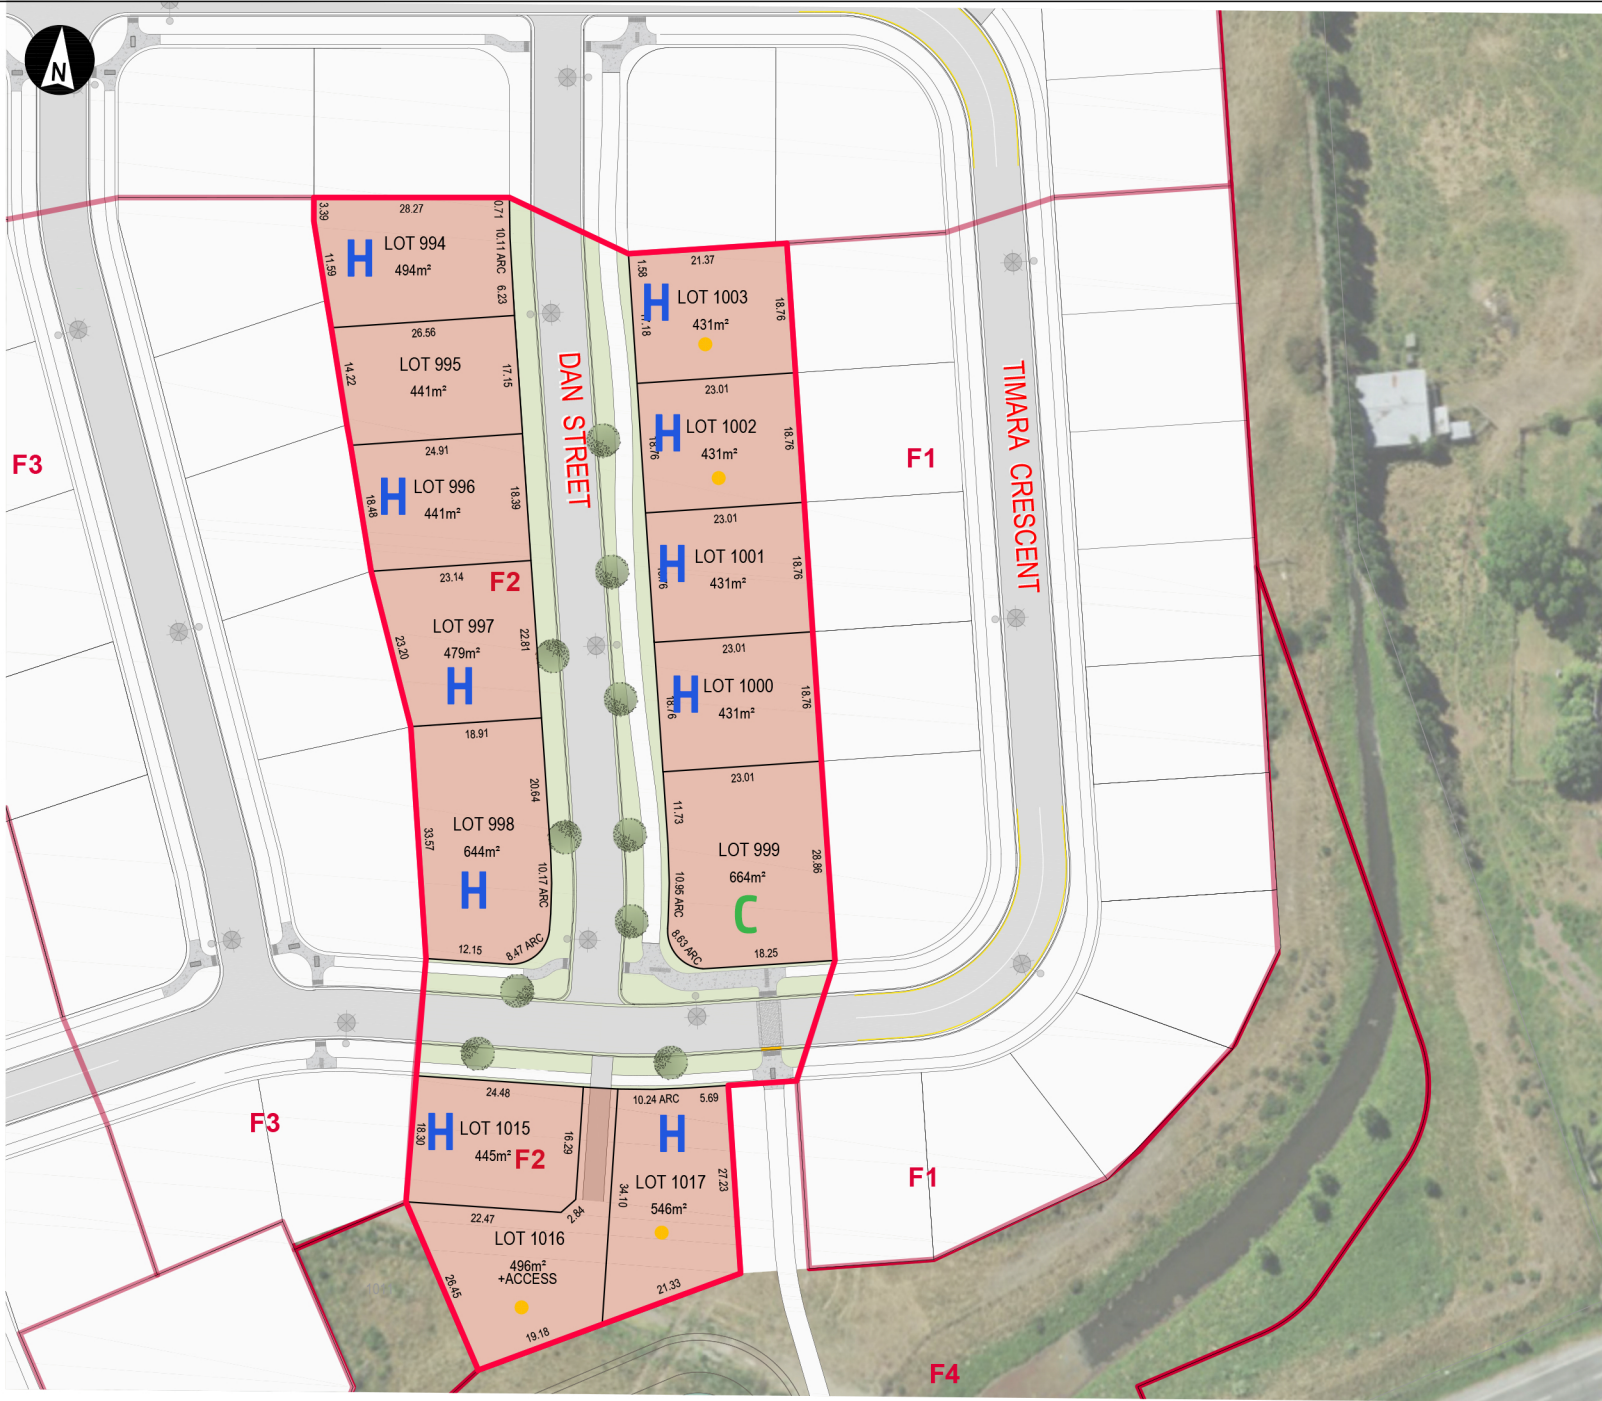 N
3.39
28.27
0.71
LOT 994
494m²
H
11.59
10.11 ARC
6.23
26.56
LOT 995
441m²
14.22
17.15
24.91
LOT 996
441m²
H
18.48
18.39
23.14
F2
LOT 997
479m²
H
23.20
22.81
18.91
LOT 998
644m²
H
33.57
20.64
10.17 ARC
12.15
8.47 ARC
DAN STREET
21.37
1.58
LOT 1003
431m²
H
18.76
23.01
LOT 1002
431m²
H
18.76
18.76
23.01
LOT 1001
431m²
H
18.76
23.01
LOT 1000
431m²
H
18.76
18.76
23.01
11.73
LOT 999
664m²
C
28.86
10.95 ARC
8.63 ARC
18.25
F1
TIMARA CRESCENT
F3
F3
24.48
LOT 1015
445m²
H
F2
18.30
16.29
22.47
2.84
LOT 1016
496m²
+ACCESS
26.45
19.18
10.24 ARC
5.69
H
LOT 1017
546m²
34.10
27.23
21.33
F1
F4